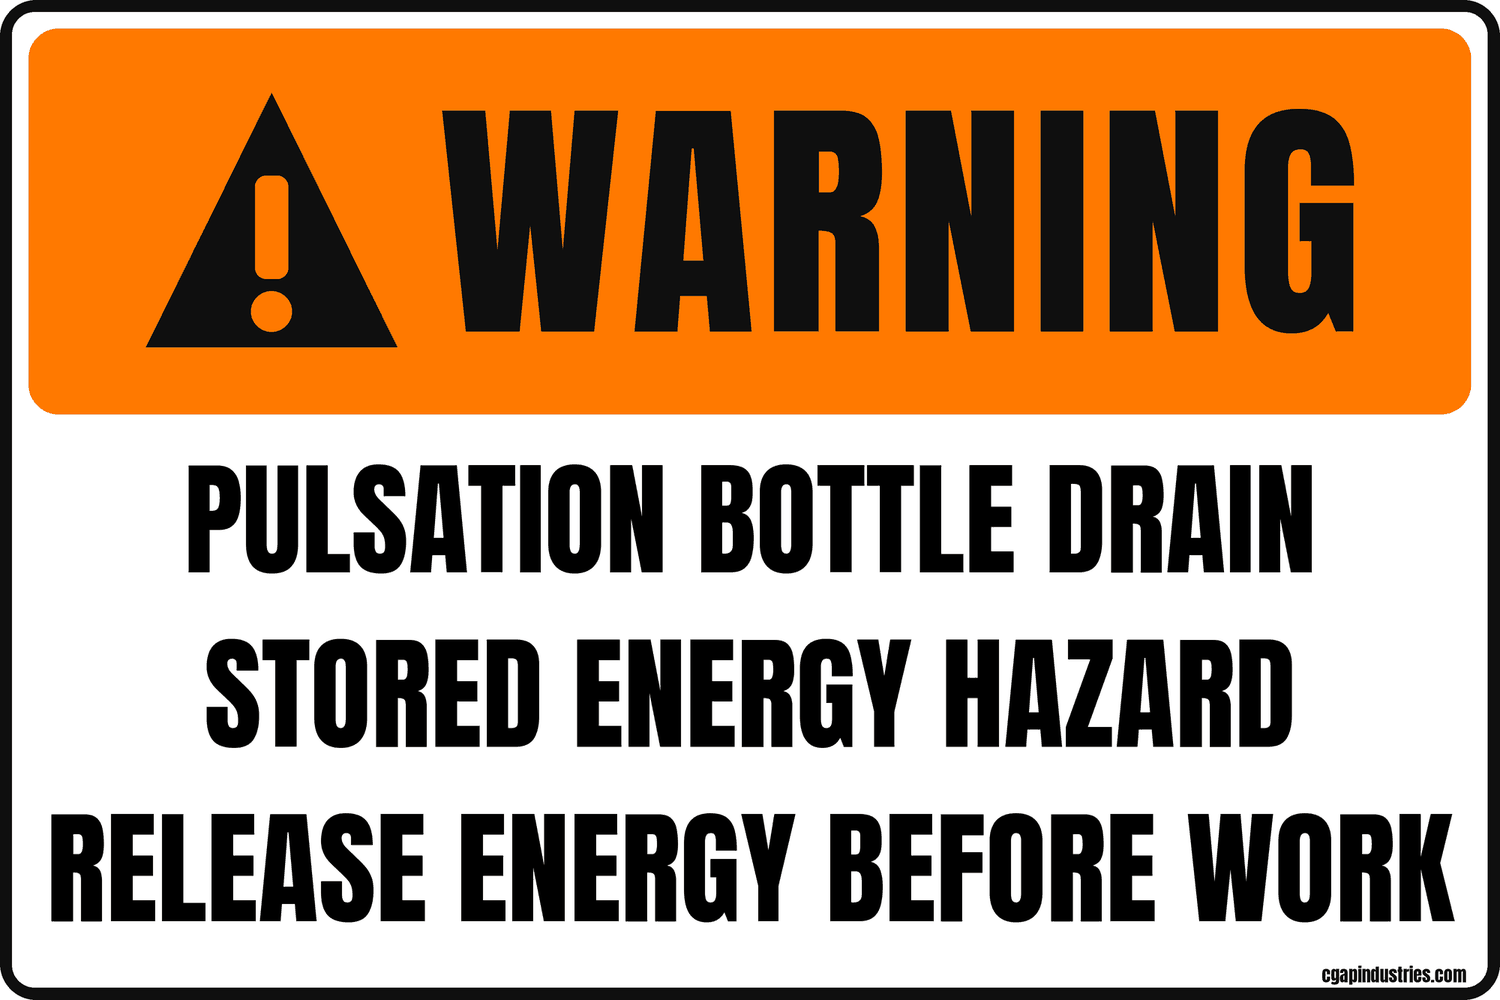 WARNING
PULSATION BOTTLE DRAIN
STORED ENERGY HAZARD
RELEASE ENERGY BEFORE WORK
cgapindustries.com